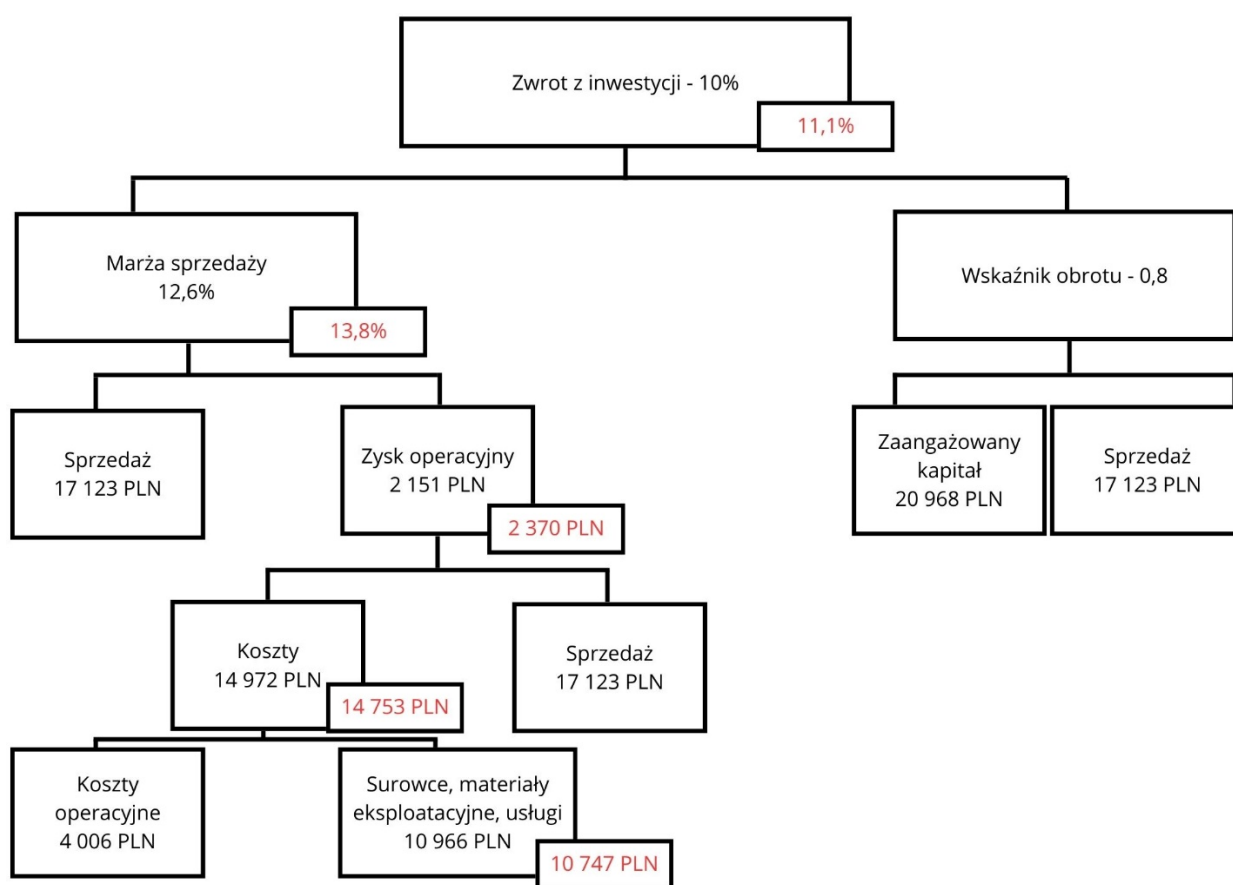 Zwrot z inwestycji - 10%
11,1%
Marża sprzedaży
12,6%
13,8%
Wskaźnik obrotu - 0,8
Sprzedaż
17 123 PLN
Zysk operacyjny
2 151 PLN
2 370 PLN
Zaangażowany
kapitał
20 968 PLN
Sprzedaż
17 123 PLN
Koszty
14 972 PLN
14 753 PLN
Sprzedaż
17 123 PLN
Koszty
operacyjne
4 006 PLN
Surowce, materiały
eksploatacyjne, usługi
10 966 PLN
10 747 PLN